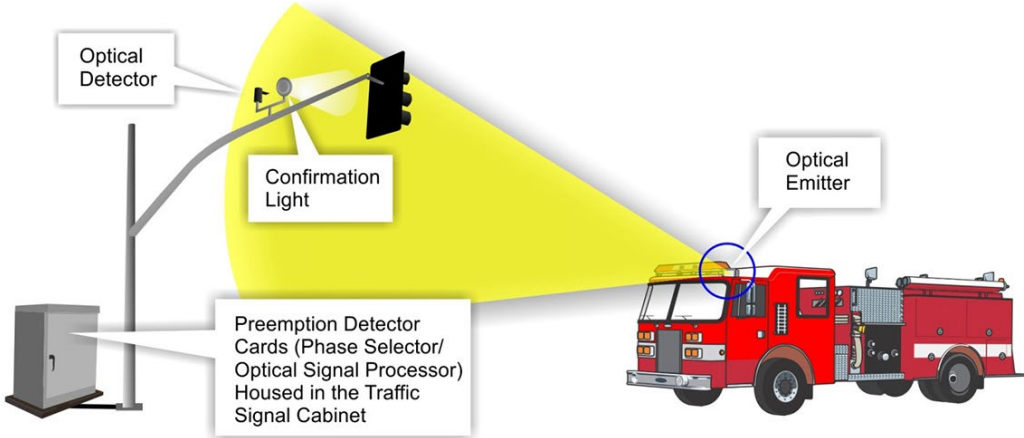 Optical
Detector
Confirmation
Light
Optical
Emitter
Preemption Detector
Cards (Phase Selector/
Optical Signal Processor)
Housed in the Traffic
Signal Cabinet